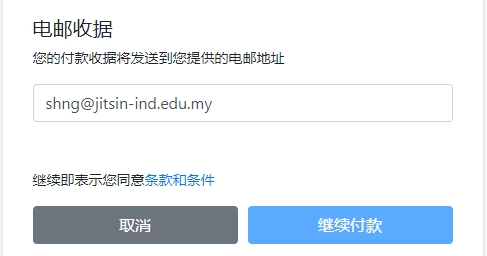 电邮收据
您的付款收据将发送到您提供的电邮地址
shng@jitsin-ind.edu.my
继续即表示您同意条款和条件
取消
继续付款